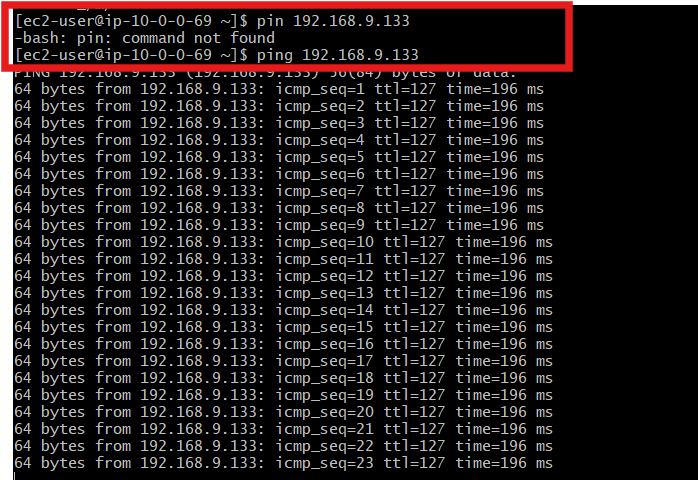 [ec2-user@ip-10-0-0-69 ~]$ pin 192.168.9.133
-bash: pin: command not found
[ec2-user@ip-10-0-0-69 ~]$ ping 192.168.9.133
PING 192.168.9.133 (192.168.9.133) 56(84) bytes of data.
64 bytes from 192.168.9.133: icmp_seq=1 ttl=127 time=196 ms
64 bytes from 192.168.9.133: icmp_seq=2 ttl=127 time=196 ms
64 bytes from 192.168.9.133: icmp_seq=3 ttl=127 time=196 ms
64 bytes from 192.168.9.133: icmp_seq=4 ttl=127 time=196 ms
64 bytes from 192.168.9.133: icmp_seq=5 ttl=127 time=196 ms
64 bytes from 192.168.9.133: icmp_seq=6 ttl=127 time=196 ms
64 bytes from 192.168.9.133: icmp_seq=7 ttl=127 time=196 ms
64 bytes from 192.168.9.133: icmp_seq=8 ttl=127 time=196 ms
64 bytes from 192.168.9.133: icmp_seq=9 ttl=127 time=196 ms
64 bytes from 192.168.9.133: icmp_seq=10 ttl=127 time=196 ms
64 bytes from 192.168.9.133: icmp_seq=11 ttl=127 time=196 ms
64 bytes from 192.168.9.133: icmp_seq=12 ttl=127 time=196 ms
64 bytes from 192.168.9.133: icmp_seq=13 ttl=127 time=196 ms
64 bytes from 192.168.9.133: icmp_seq=14 ttl=127 time=196 ms
64 bytes from 192.168.9.133: icmp_seq=15 ttl=127 time=196 ms
64 bytes from 192.168.9.133: icmp_seq=16 ttl=127 time=196 ms
64 bytes from 192.168.9.133: icmp_seq=17 ttl=127 time=196 ms
64 bytes from 192.168.9.133: icmp_seq=18 ttl=127 time=196 ms
64 bytes from 192.168.9.133: icmp_seq=19 ttl=127 time=196 ms
64 bytes from 192.168.9.133: icmp_seq=20 ttl=127 time=196 ms
64 bytes from 192.168.9.133: icmp_seq=21 ttl=127 time=196 ms
64 bytes from 192.168.9.133: icmp_seq=22 ttl=127 time=196 ms
64 bytes from 192.168.9.133: icmp_seq=23 ttl=127 time=196 ms